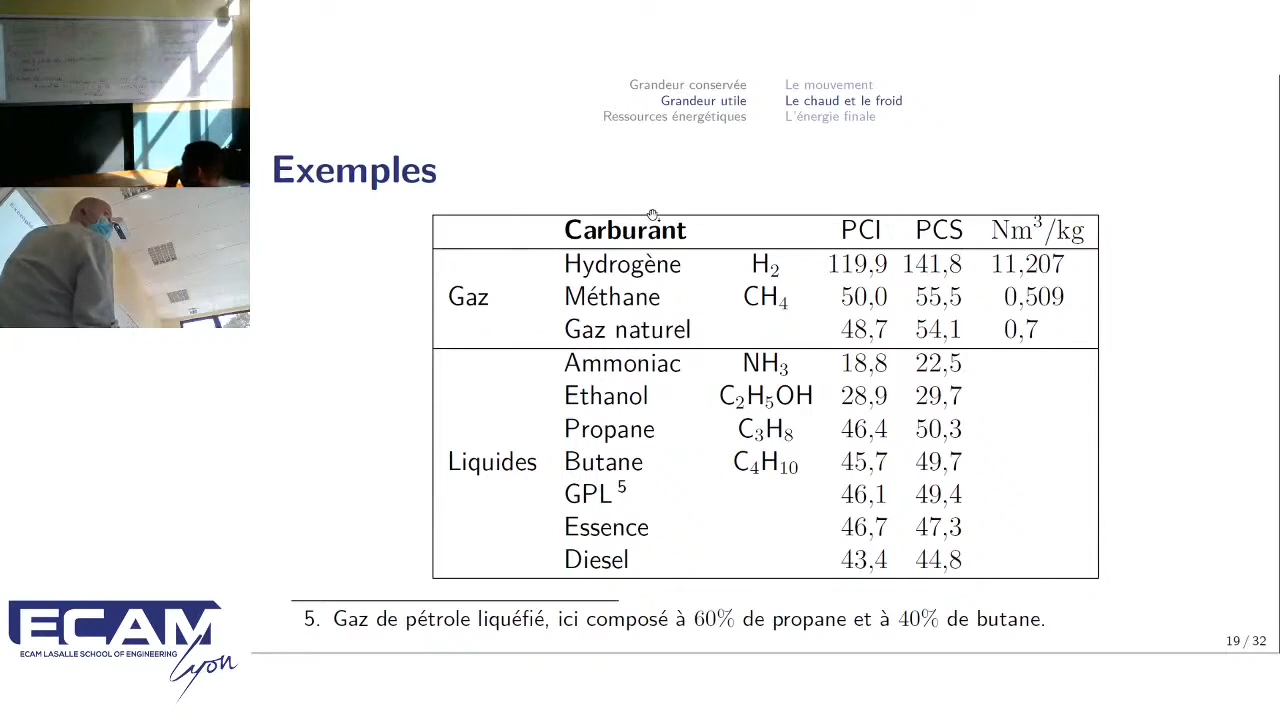 Grandeur conservée Le mouvement
Grandeur utile Le chaud et le froid
Ressources énergétiques L'énergie finale
Exemples
Carburant PCI PCS Nm³/kg
Hydrogène H₂ 119,9 141,8 11,207
Gaz Méthane CH₄ 50,0 55,5 0,509
Gaz naturel 48,7 54,1 0,7
Ammoniac NH₃ 18,8 22,5
Ethanol C₂H₅OH 28,9 29,7
Propane C₃H₈ 46,4 50,3
Liquides Butane C₄H₁₀ 45,7 49,7
GPL⁵ 46,1 49,4
Essence 46,7 47,3
Diesel 43,4 44,8
5. Gaz de pétrole liquéfié, ici composé à 60% de propane et à 40% de butane.
19 / 32
ECAM
ECAM LASALLE SCHOOL OF ENGINEERING
Lyon